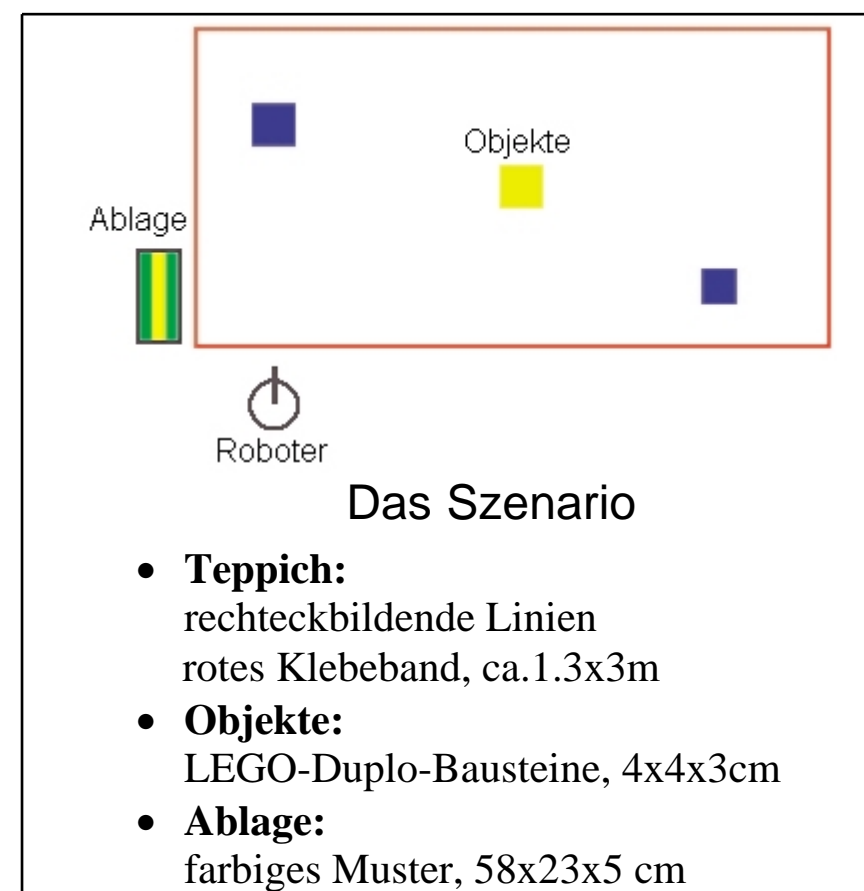 Objekte
Ablage
Roboter
Das Szenario
• Teppich:
rechteckbildende Linien
rotes Klebeband, ca.1.3x3m
• Objekte:
LEGO-Duplo-Bausteine, 4x4x3cm
• Ablage:
farbiges Muster, 58x23x5 cm